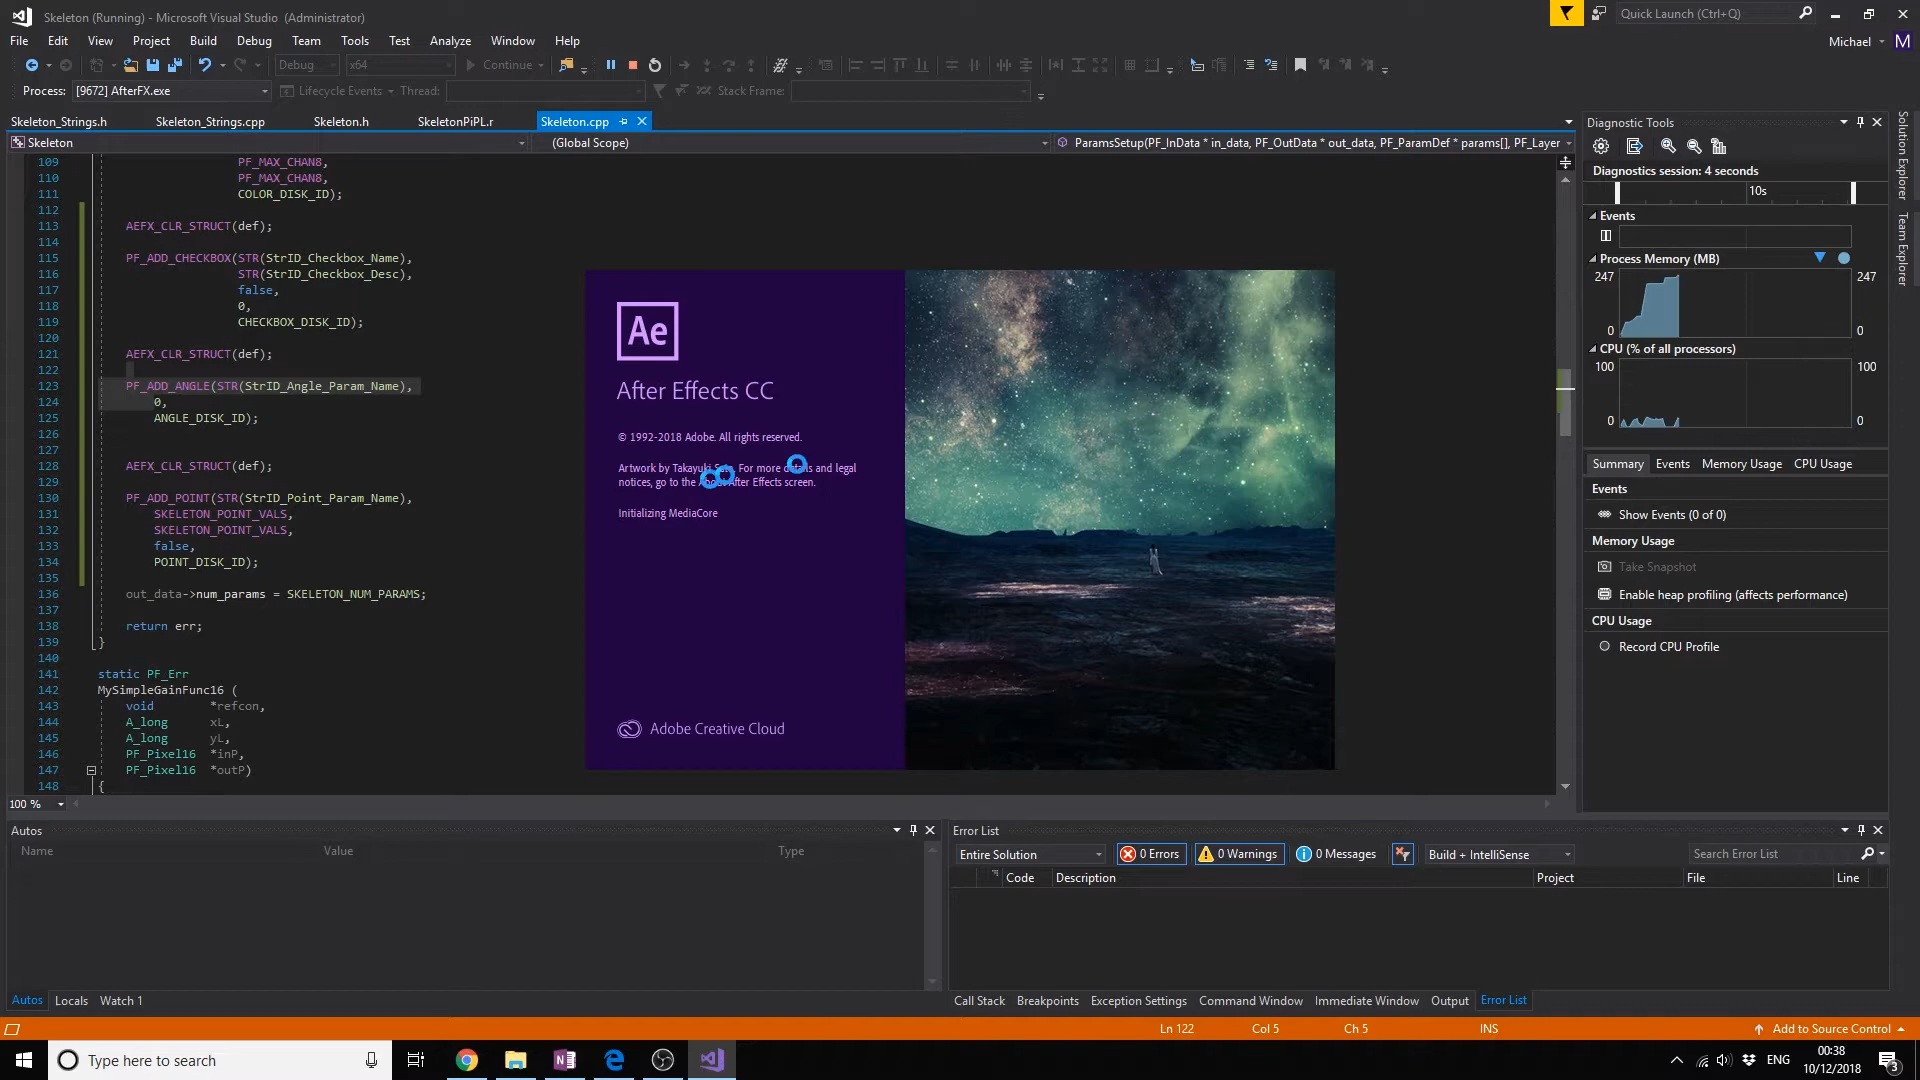 Skeleton (Running) - Microsoft Visual Studio (Administrator)
Quick Launch (Ctrl+Q)
File Edit View Project Build Debug Team Tools Test Analyze Window Help
Michael M
Debug x64 Continue
Process: [9672] AfterFX.exe Lifecycle Events Thread: Stack Frame:
Skeleton_Strings.h Skeleton_Strings.cpp Skeleton.h SkeletonPiPL.r Skeleton.cpp
Skeleton (Global Scope) ParamsSetup(PF_InData * in_data, PF_OutData * out_data, PF_ParamDef * params[], PF_Layer
109 PF_MAX_CHAN8,
110 PF_MAX_CHAN8,
111 COLOR_DISK_ID);
112
113 AEFX_CLR_STRUCT(def);
114
115 PF_ADD_CHECKBOX(STR(StrID_Checkbox_Name),
116 STR(StrID_Checkbox_Desc),
117 false,
118 0,
119 CHECKBOX_DISK_ID);
120
121 AEFX_CLR_STRUCT(def);
122
123 PF_ADD_ANGLE(STR(StrID_Angle_Param_Name),
124 0,
125 ANGLE_DISK_ID);
126
127
128 AEFX_CLR_STRUCT(def);
129
130 PF_ADD_POINT(STR(StrID_Point_Param_Name),
131 SKELETON_POINT_VALS,
132 SKELETON_POINT_VALS,
133 false,
134 POINT_DISK_ID);
135
136 out_data->num_params = SKELETON_NUM_PARAMS;
137
138 return err;
139 }
140
141 static PF_Err
142 MySimpleGainFunc16 (
143 void *refcon,
144 A_long xL,
145 A_long yL,
146 PF_Pixel16 *inP,
147 PF_Pixel16 *outP)
148 {
100 %
Ae
After Effects CC
© 1992-2018 Adobe. All rights reserved.
Artwork by Takayuki For more details and legal
notices, go to the About After Effects screen.
Initializing MediaCore
Adobe Creative Cloud
Diagnostic Tools
Diagnostics session: 4 seconds
10s
Events
Process Memory (MB)
247 247
0 0
CPU (% of all processors)
100 100
0 0
Summary Events Memory Usage CPU Usage
Events
Show Events (0 of 0)
Memory Usage
Take Snapshot
Enable heap profiling (affects performance)
CPU Usage
Record CPU Profile
Solution Explorer
Team Explorer
Autos
Name Value Type
Autos Locals Watch 1
Error List
Entire Solution 0 Errors 0 Warnings 0 Messages Build + IntelliSense Search Error List
Code Description Project File Line
Call Stack Breakpoints Exception Settings Command Window Immediate Window Output Error List
Ln 122 Col 5 Ch 5 INS Add to Source Control
Type here to search
ENG
00:38
10/12/2018
3